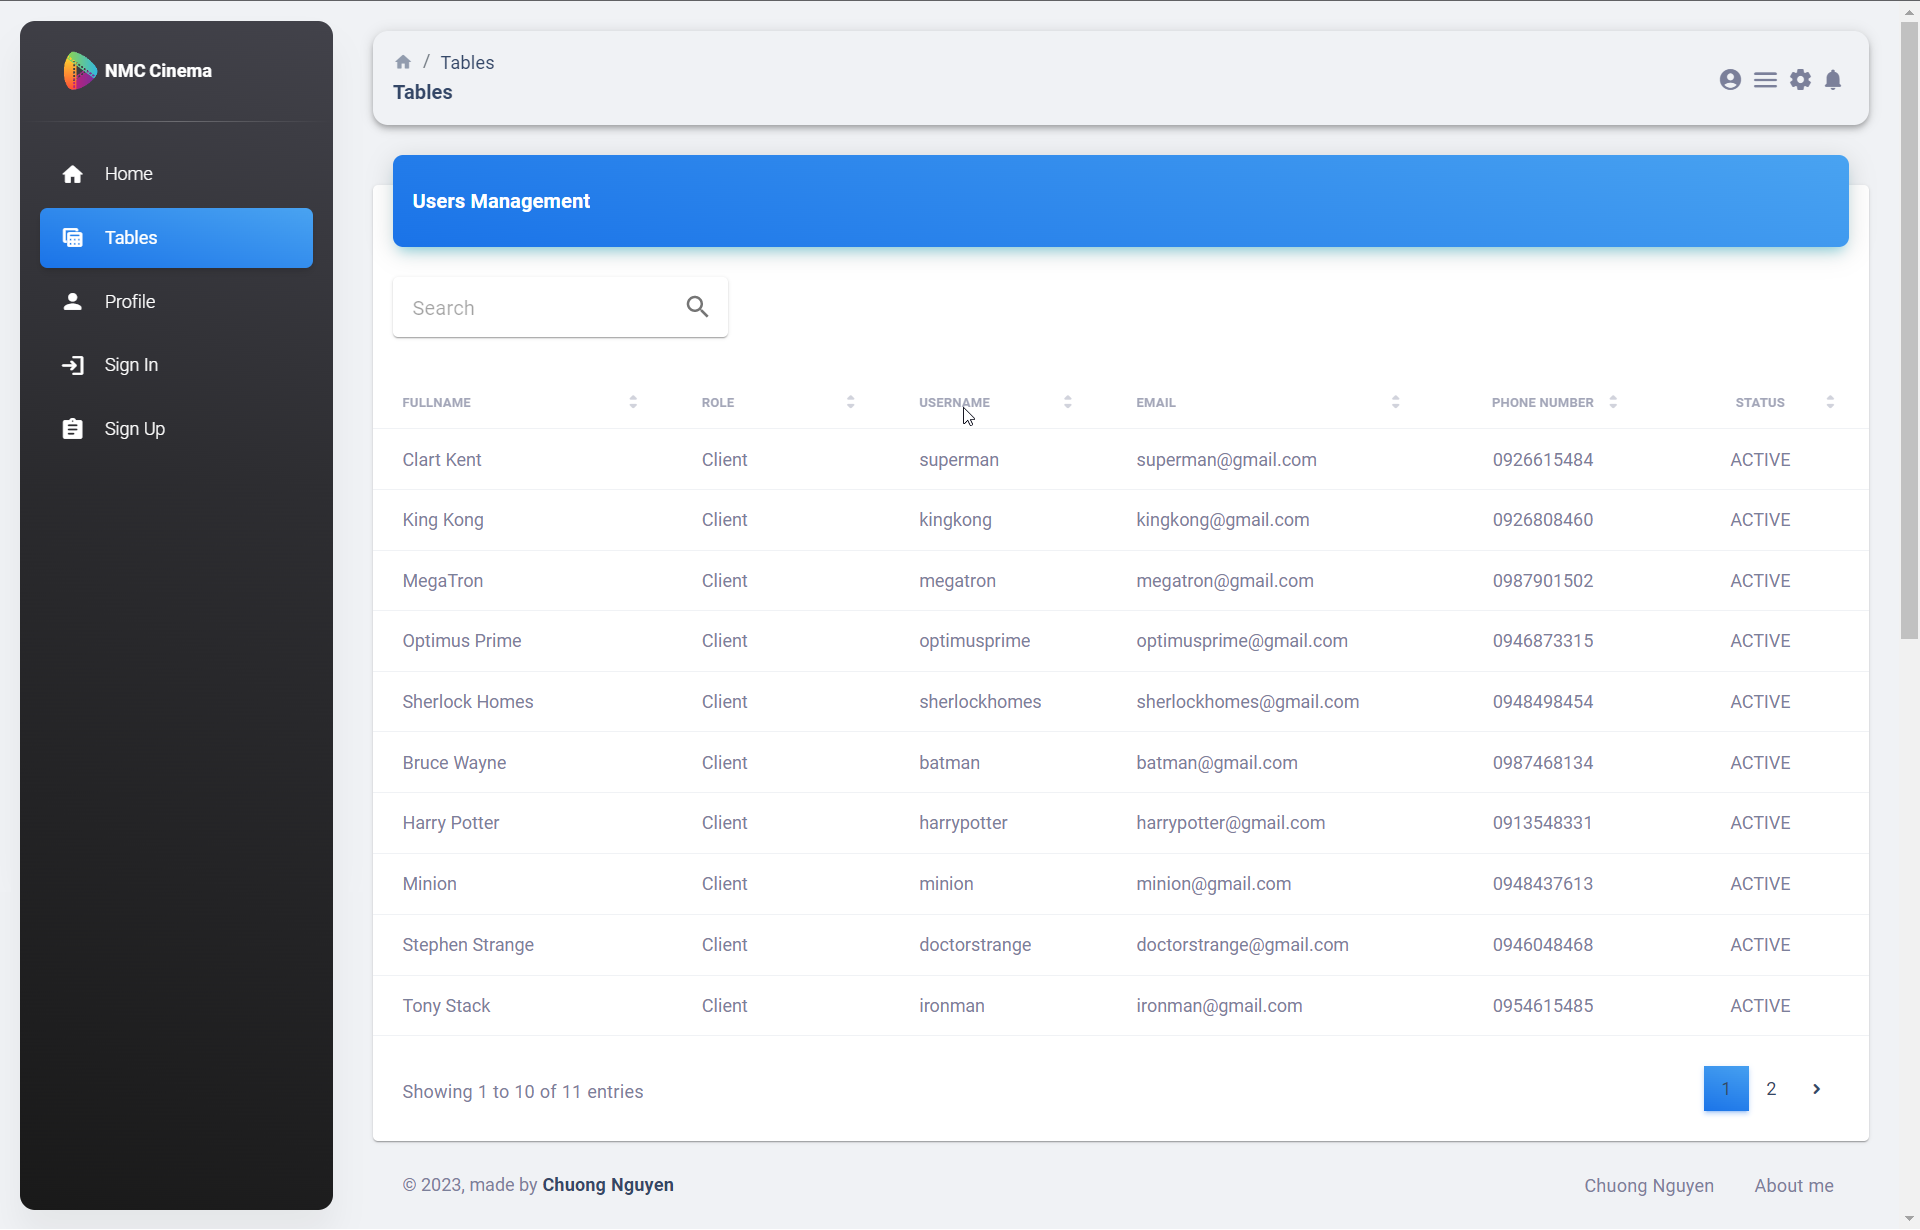 NMC Cinema
Home
Tables
Profile
Sign In
Sign Up
/ Tables
Tables
Users Management
Search
FULLNAME ROLE USERNAME EMAIL PHONE NUMBER STATUS
Clart Kent Client superman superman@gmail.com 0926615484 ACTIVE
King Kong Client kingkong kingkong@gmail.com 0926808460 ACTIVE
MegaTron Client megatron megatron@gmail.com 0987901502 ACTIVE
Optimus Prime Client optimusprime optimusprime@gmail.com 0946873315 ACTIVE
Sherlock Homes Client sherlockhomes sherlockhomes@gmail.com 0948498454 ACTIVE
Bruce Wayne Client batman batman@gmail.com 0987468134 ACTIVE
Harry Potter Client harrypotter harrypotter@gmail.com 0913548331 ACTIVE
Minion Client minion minion@gmail.com 0948437613 ACTIVE
Stephen Strange Client doctorstrange doctorstrange@gmail.com 0946048468 ACTIVE
Tony Stack Client ironman ironman@gmail.com 0954615485 ACTIVE
Showing 1 to 10 of 11 entries 1 2
© 2023, made by Chuong Nguyen Chuong Nguyen About me